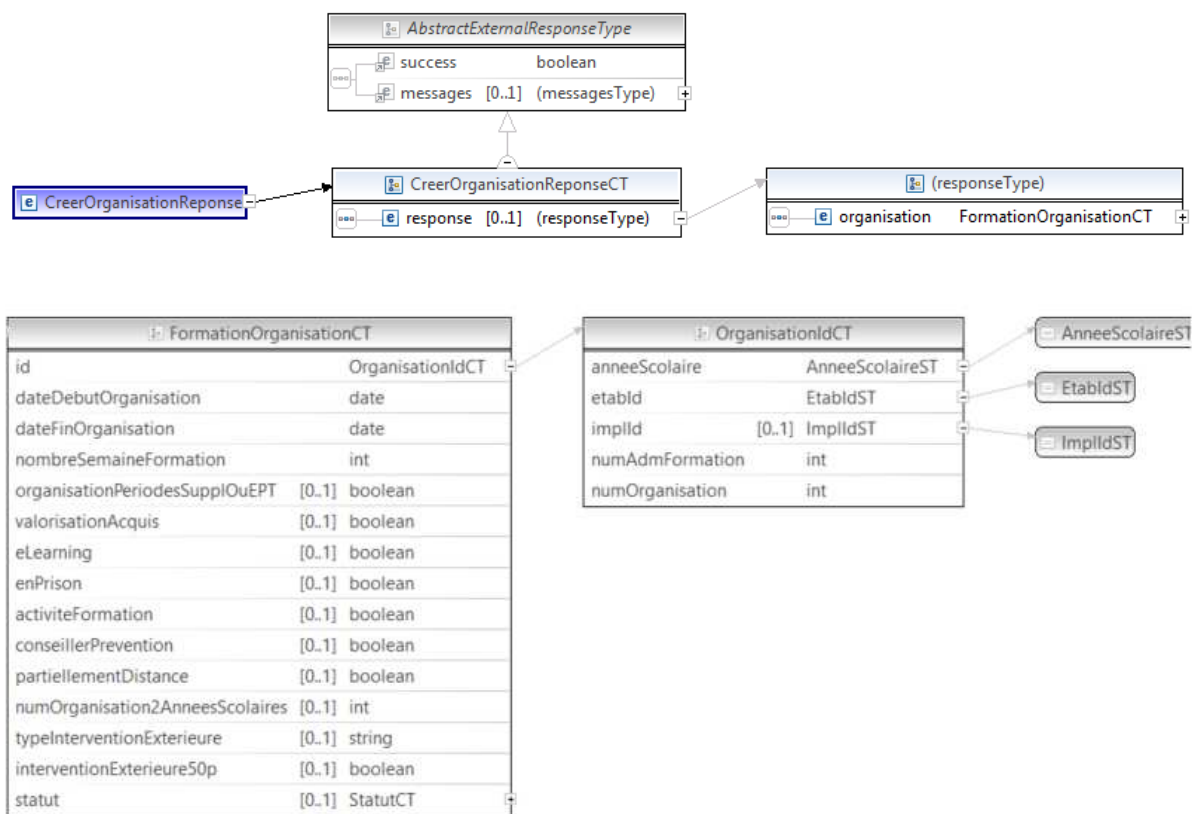 AbstractExternalResponseType
success boolean
messages [0..1] (messagesType)
CreerOrganisationReponse
CreerOrganisationReponseCT
response [0..1] (responseType)
(responseType)
organisation FormationOrganisationCT
FormationOrganisationCT
id OrganisationIdCT
dateDebutOrganisation date
dateFinOrganisation date
nombreSemaineFormation int
organisationPeriodesSupplOuEPT [0..1] boolean
valorisationAcquis [0..1] boolean
eLearning [0..1] boolean
enPrison [0..1] boolean
activiteFormation [0..1] boolean
conseillerPrevention [0..1] boolean
partiellementDistance [0..1] boolean
numOrganisation2AnneesScolaires [0..1] int
typeInterventionExterieure [0..1] string
interventionExterieure50p [0..1] boolean
statut [0..1] StatutCT
OrganisationIdCT
anneeScolaire AnneeScolaireST
etabId EtabIdST
implId [0..1] ImplIdST
numAdmFormation int
numOrganisation int
AnneeScolaireST
EtabIdST
ImplIdST